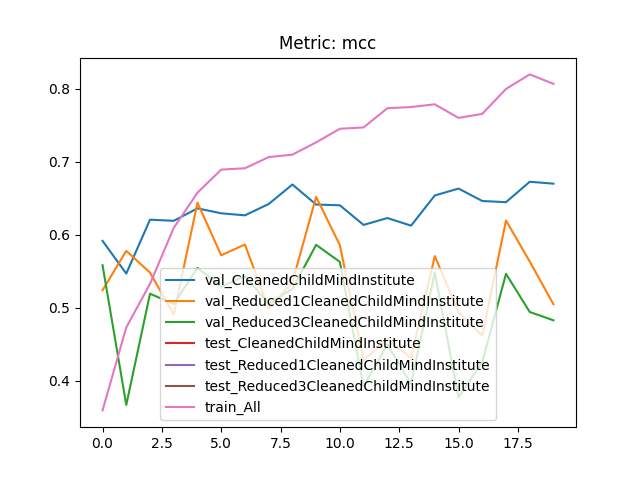 Metric: mcc
0.8
0.7
0.6
0.5
0.4
val_CleanedChildMindInstitute
val_Reduced1CleanedChildMindInstitute
val_Reduced3CleanedChildMindInstitute
test_CleanedChildMindInstitute
test_Reduced1CleanedChildMindInstitute
test_Reduced3CleanedChildMindInstitute
train_All
0.0 2.5 5.0 7.5 10.0 12.5 15.0 17.5